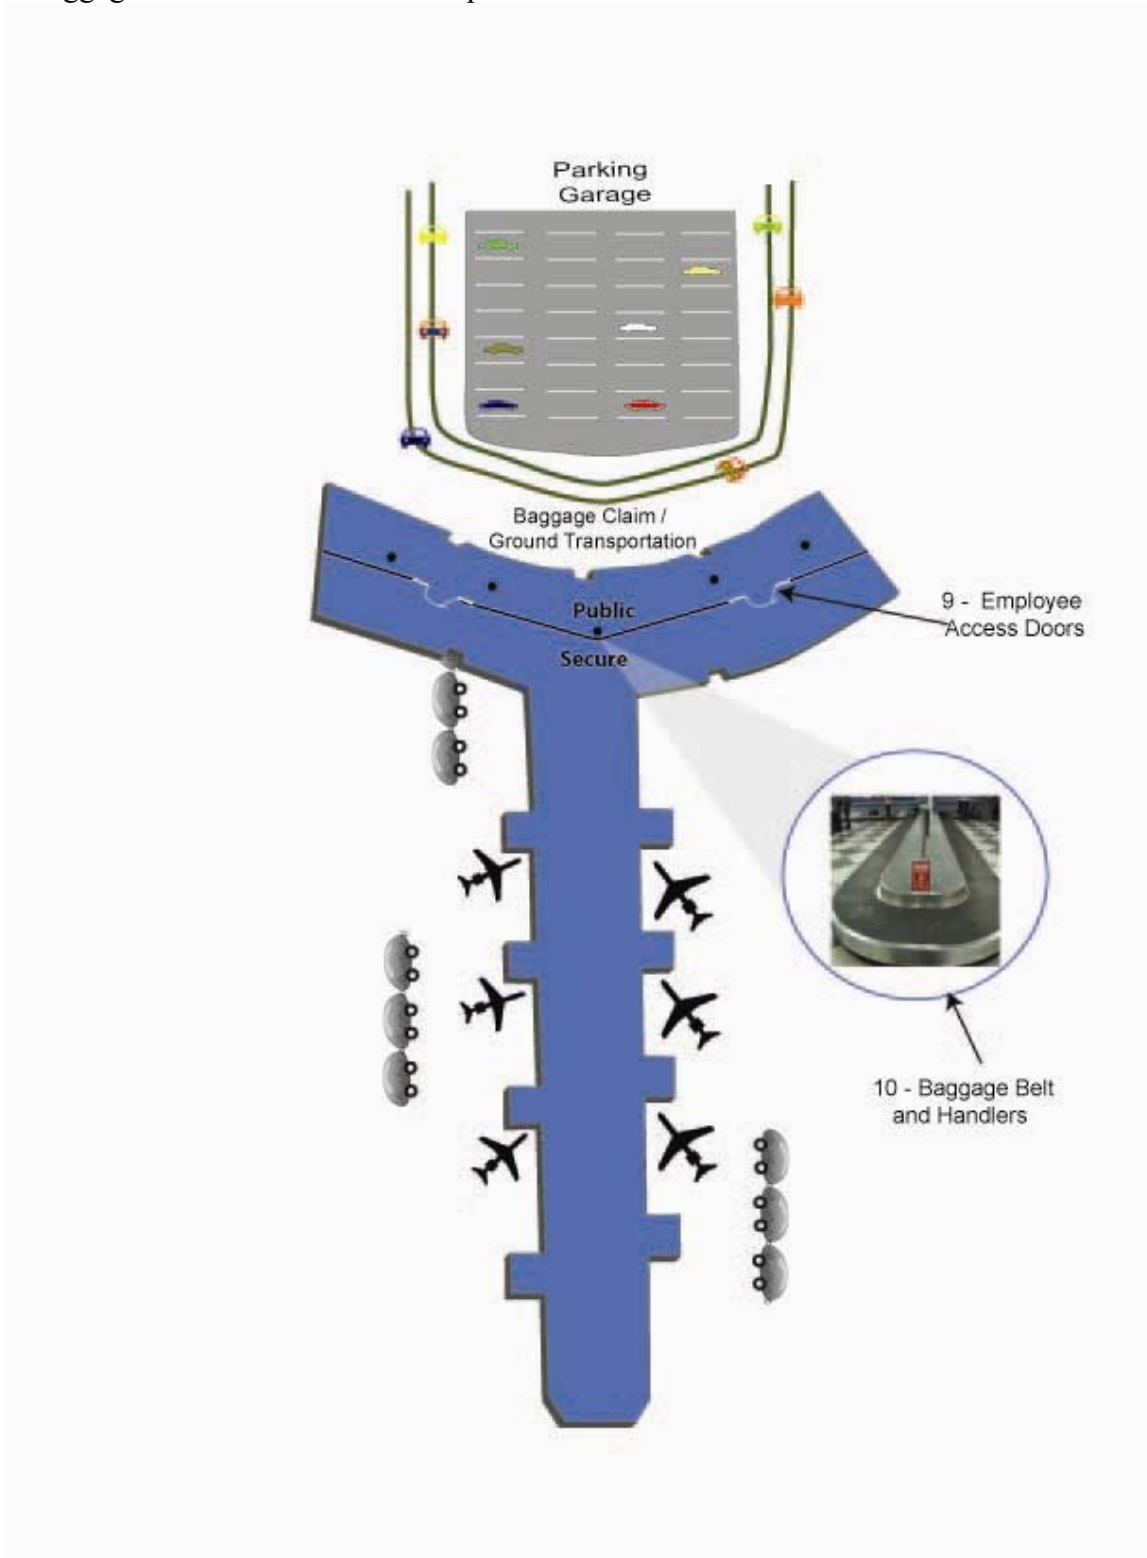 Parking
Garage
Baggage Claim /
Ground Transportation
Public
Secure
9 - Employee
Access Doors
10 - Baggage Belt
and Handlers